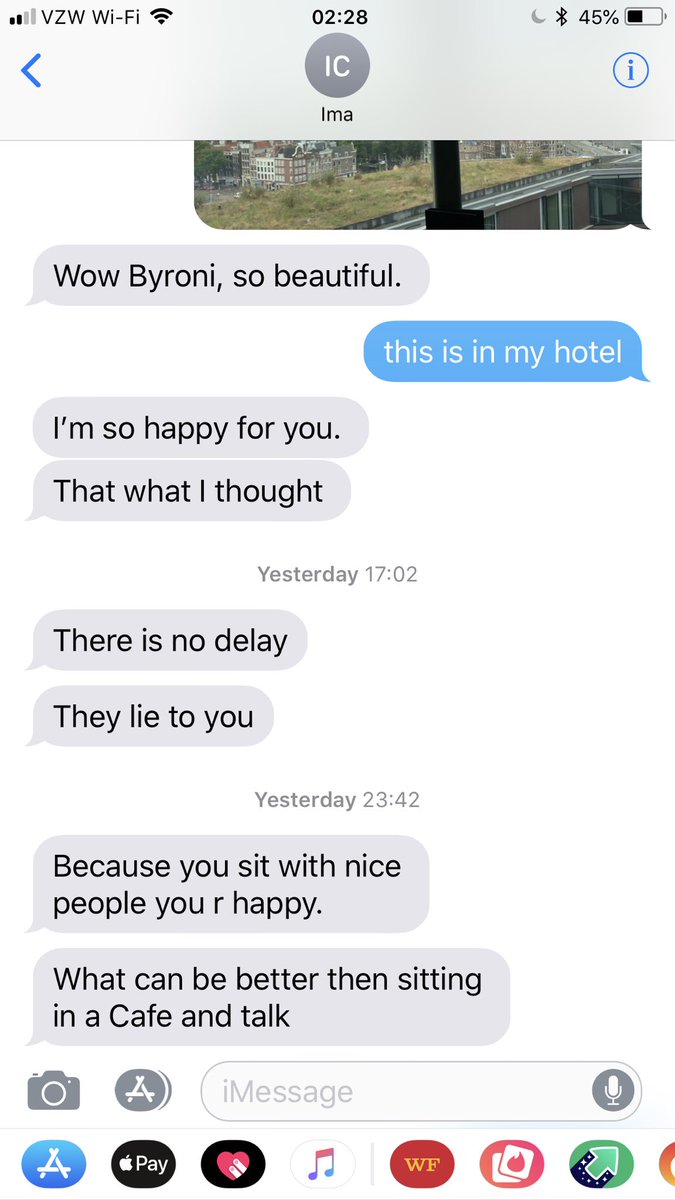 VZW Wi-Fi 02:28 45%
IC
Ima
Wow Byroni, so beautiful.
this is in my hotel
I'm so happy for you.
That what I thought
Yesterday 17:02
There is no delay
They lie to you
Yesterday 23:42
Because you sit with nice
people you r happy.
What can be better then sitting
in a Cafe and talk
iMessage
Pay
WF